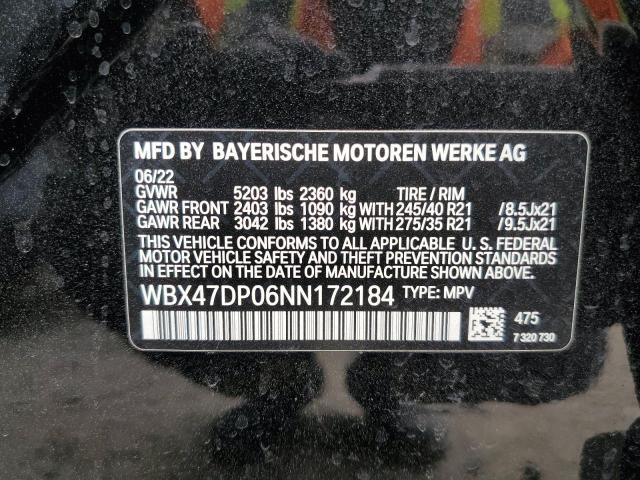 MFD BY BAYERISCHE MOTOREN WERKE AG
06/22
GVWR 5203 lbs 2360 kg TIRE / RIM
GAWR FRONT 2403 lbs 1090 kg WITH 245/40 R21 /8.5Jx21
GAWR REAR 3042 lbs 1380 kg WITH 275/35 R21 /9.5Jx21
THIS VEHICLE CONFORMS TO ALL APPLICABLE U. S. FEDERAL
MOTOR VEHICLE SAFETY AND THEFT PREVENTION STANDARDS
IN EFFECT ON THE DATE OF MANUFACTURE SHOWN ABOVE.
WBX47DP06NN172184 TYPE: MPV
475
7 320 730